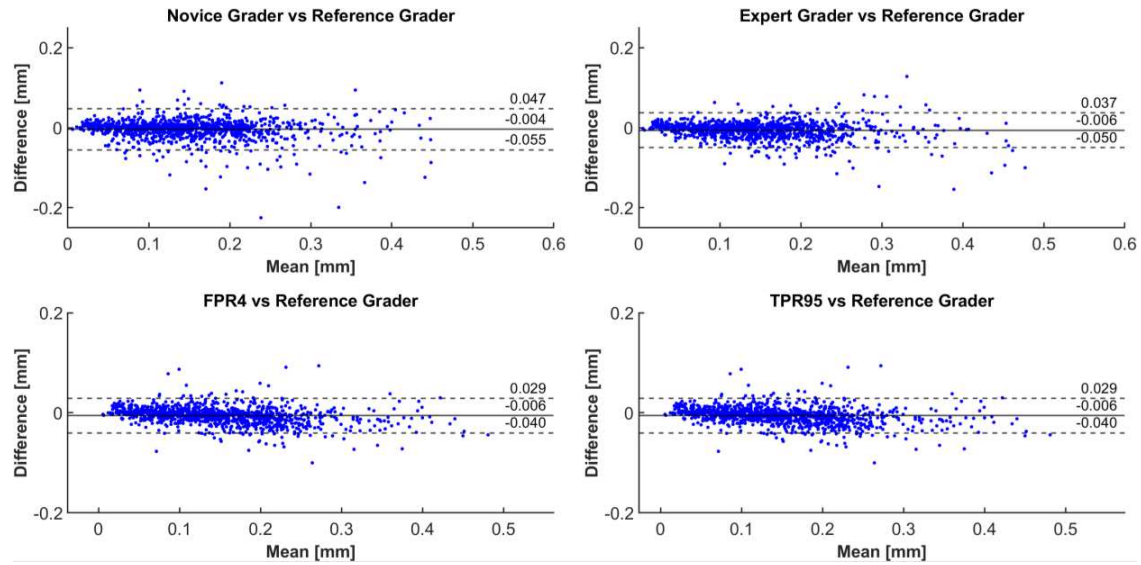 Novice Grader vs Reference Grader
0.2
0
-0.2
Difference [mm]
0.047
-0.004
-0.055
0 0.1 0.2 0.3 0.4 0.5 0.6
Mean [mm]
Expert Grader vs Reference Grader
0.2
0
-0.2
Difference [mm]
0.037
-0.006
-0.050
0 0.1 0.2 0.3 0.4 0.5 0.6
Mean [mm]
FPR4 vs Reference Grader
0.2
0
-0.2
Difference [mm]
0.029
-0.006
-0.040
0 0.1 0.2 0.3 0.4 0.5
Mean [mm]
TPR95 vs Reference Grader
0.2
0
-0.2
Difference [mm]
0.029
-0.006
-0.040
0 0.1 0.2 0.3 0.4 0.5
Mean [mm]